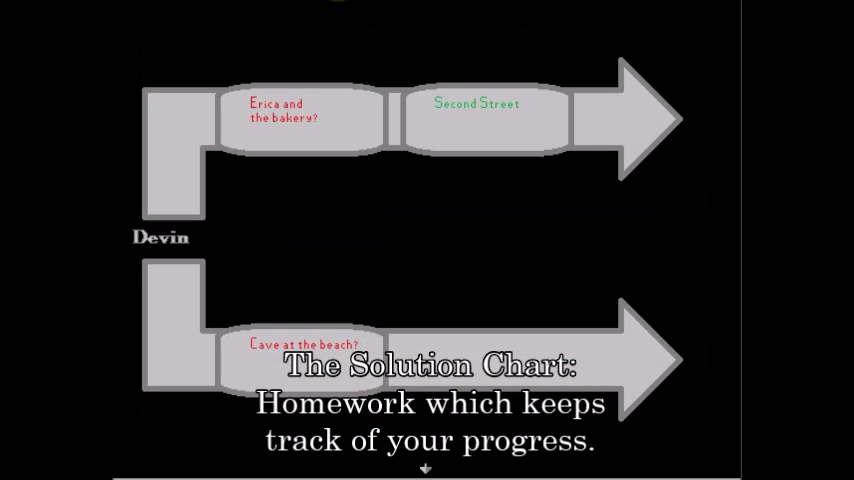 Erica and
the bakery?
Second Street
Devin
Cave at the beach?
The Solution Chart:
Homework which keeps
track of your progress.